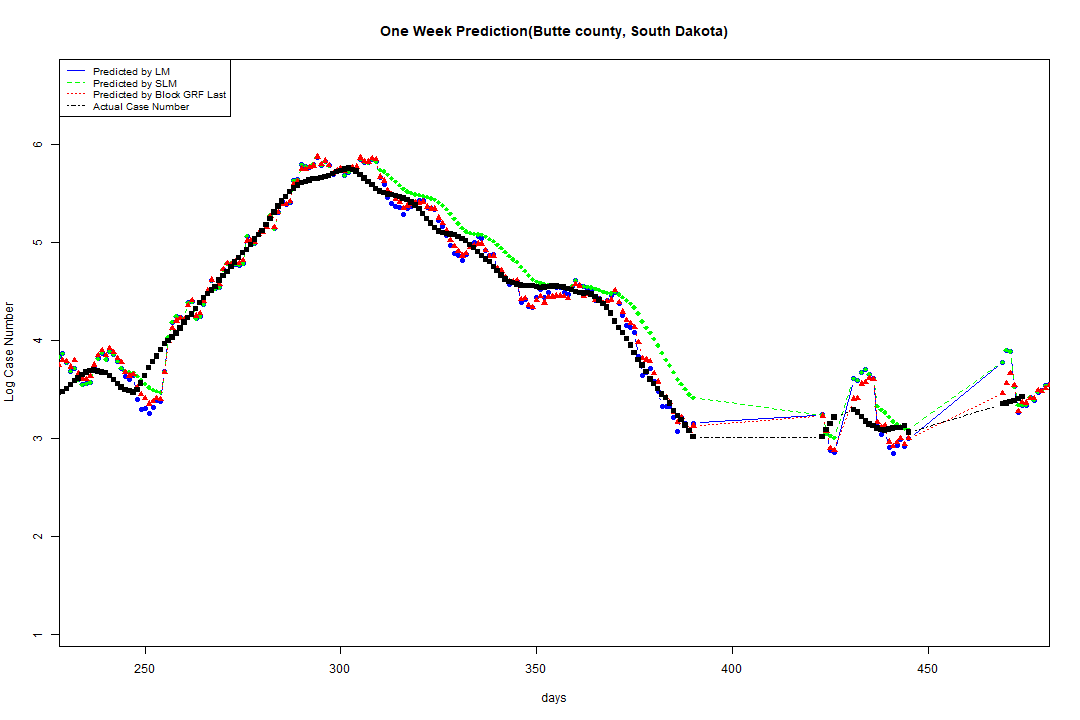 One Week Prediction(Butte county, South Dakota)
Predicted by LM
Predicted by SLM
Predicted by Block GRF Last
Actual Case Number
Log Case Number
6
5
4
3
2
1
250 300 350 400 450
days